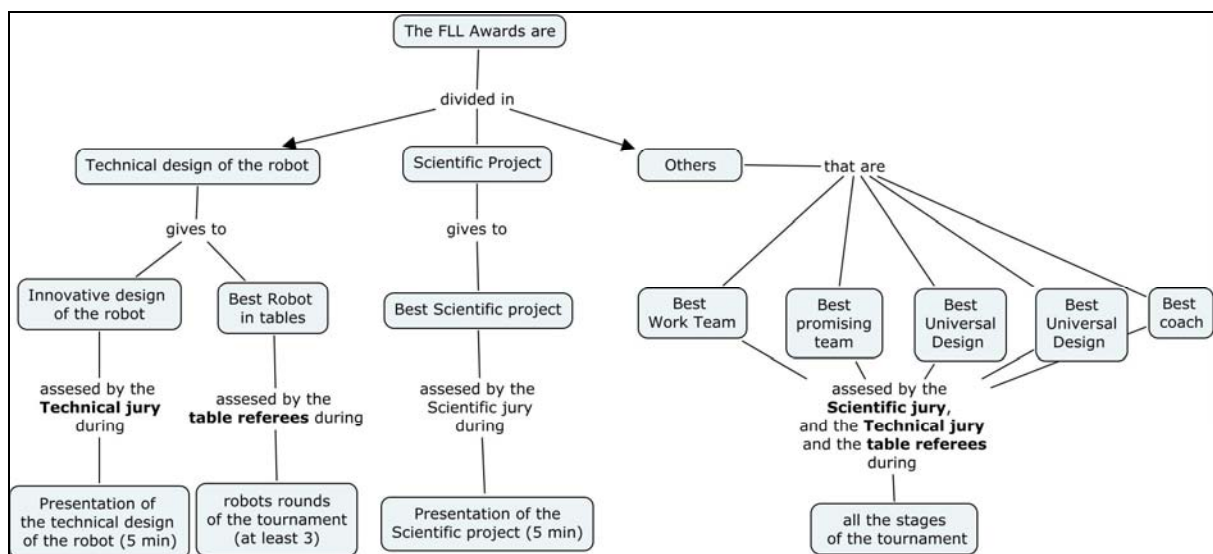 The FLL Awards are
divided in
Technical design of the robot
Scientific Project
Others
that are
gives to
gives to
Innovative design
of the robot
Best Robot
in tables
Best Scientific project
Best
Work Team
Best
promising
team
Best
Universal
Design
Best
Universal
Design
Best
coach
assesed by the
Technical jury
during
assesed by the
table referees during
assesed by the
Scientific jury
during
assesed by the
Scientific jury,
and the Technical jury
and the table referees
during
Presentation of
the technical design
of the robot (5 min)
robots rounds
of the tournament
(at least 3)
Presentation of the
Scientific project (5 min)
all the stages
of the tournament